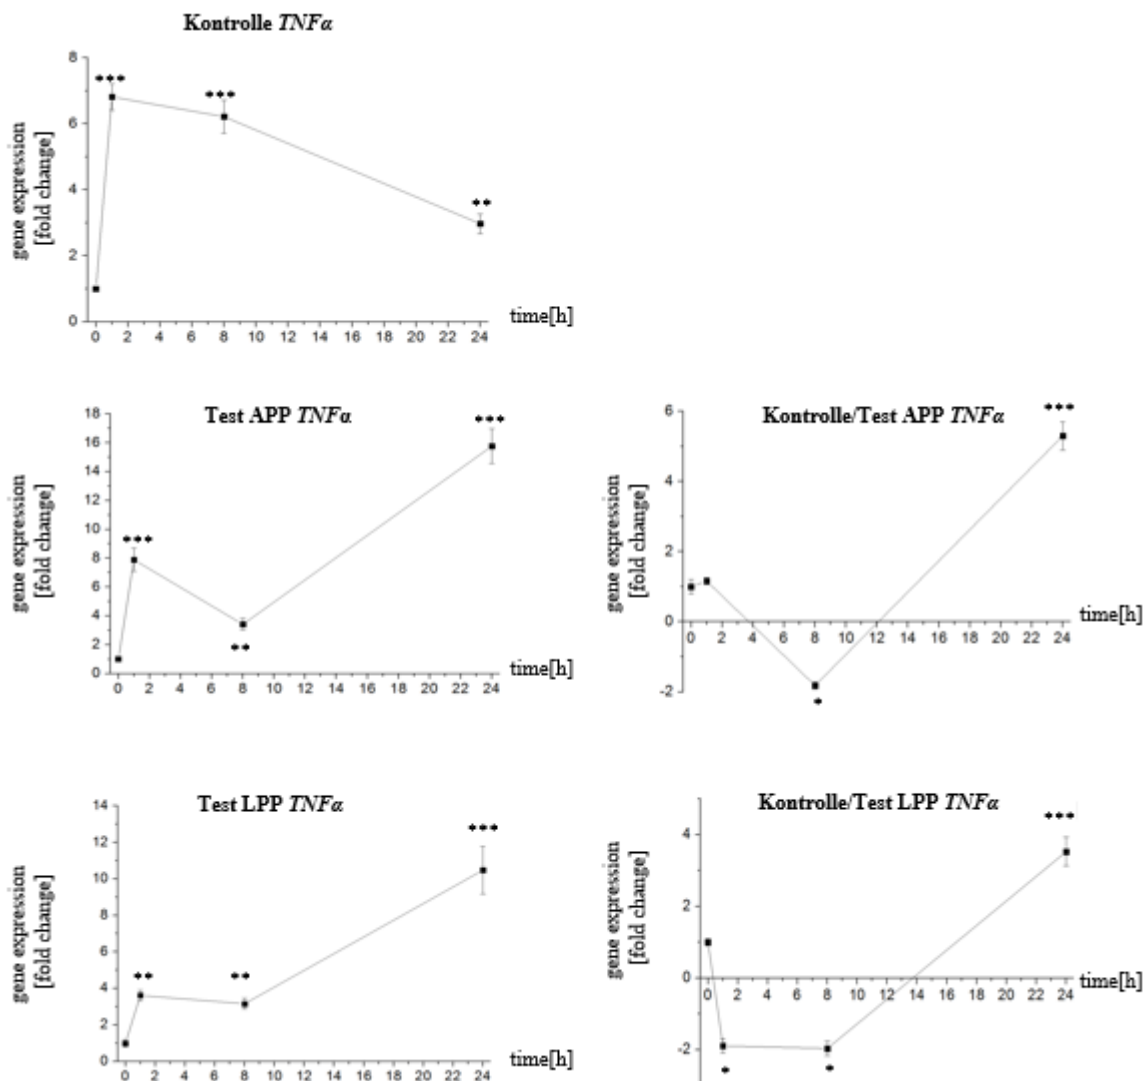 Kontrolle TNFα
gene expression
[fold change]
8
6
4
2
0
***
***
**
0 2 4 6 8 10 12 14 16 18 20 22 24
time[h]
Test APP TNFα
gene expression
[fold change]
18
16
14
12
10
8
6
4
2
0
***
**
***
0 2 4 6 8 10 12 14 16 18 20 22 24
time[h]
Kontrolle/Test APP TNFα
gene expression
[fold change]
6
4
2
0
-2
***
*
0 2 4 6 8 10 12 14 16 18 20 22 24
time[h]
Test LPP TNFα
gene expression
[fold change]
14
12
10
8
6
4
2
0
**
**
***
0 2 4 6 8 10 12 14 16 18 20 22 24
time[h]
Kontrolle/Test LPP TNFα
gene expression
[fold change]
4
2
0
-2
***
*
*
0 2 4 6 8 10 12 14 16 18 20 22 24
time[h]